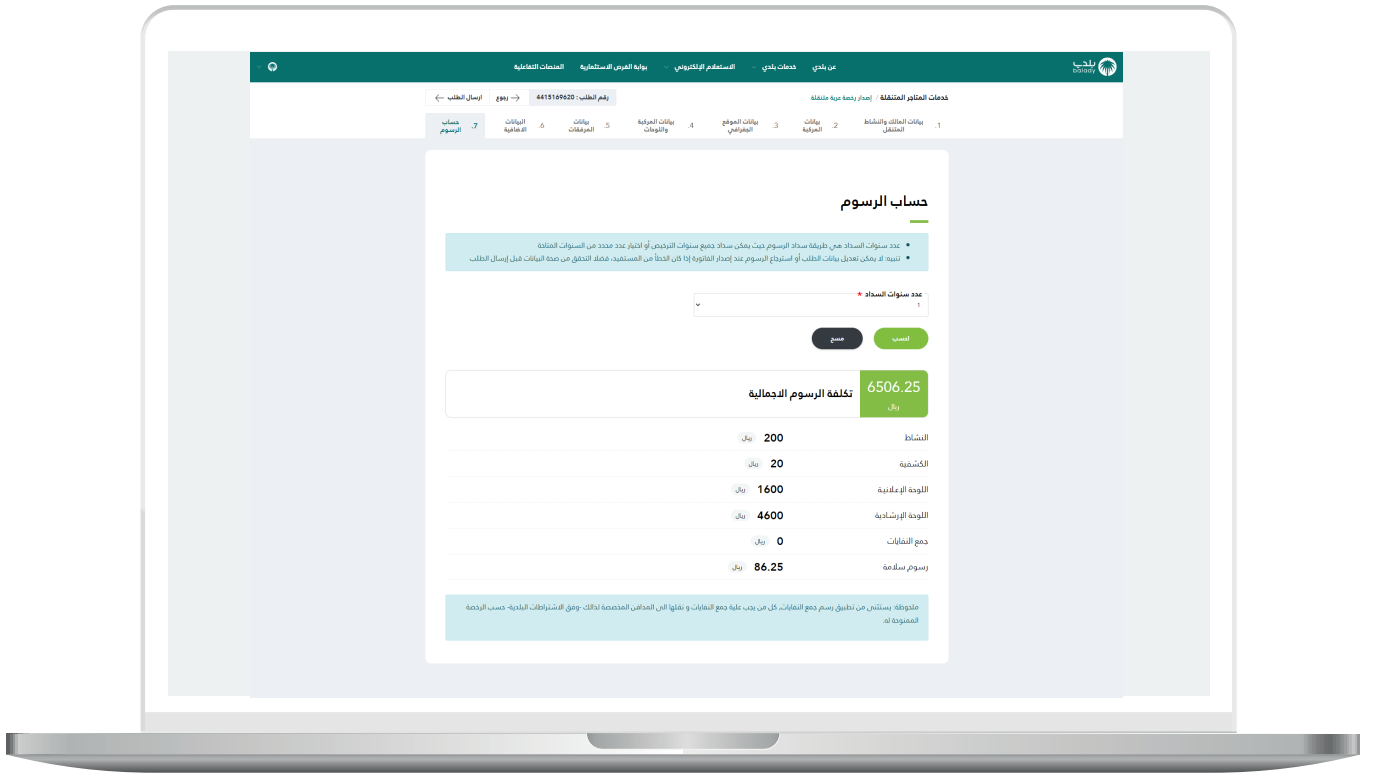 بلدي
balady
عن بلدي
خدمات بلدي
الاستعلام الإلكتروني
بوابة الفرص الاستثمارية
المنصات التفاعلية
خدمات المتاجر المتنقلة / إصدار رخصة عربة متنقلة
رقم الطلب : 4415169620
رجوع
ارسال الطلب
1. بيانات المالك والنشاط المتنقل
2. بيانات المركبة
3. بيانات الموقع الجغرافي
4. بيانات المركبة واللوحات
5. بيانات المرفقات
6. البيانات الاضافية
7. حساب الرسوم
حساب الرسوم
عدد سنوات السداد هي طريقة سداد الرسوم حيث يمكن سداد جميع سنوات الترخيص أو اختيار عدد محدد من السنوات المتاحة
تنبيه: لا يمكن تعديل بيانات الطلب أو استرجاع الرسوم عند إصدار الفاتورة إذا كان الخطأ من المستفيد، فضلا التحقق من صحة البيانات قبل إرسال الطلب
عدد سنوات السداد *
1
احسب
مسح
6506.25
ريال
تكلفة الرسوم الاجمالية
النشاط 200 ريال
الكشفية 20 ريال
اللوحة الإعلانية 1600 ريال
اللوحة الإرشادية 4600 ريال
جمع النفايات 0 ريال
رسوم سلامة 86.25 ريال
ملحوظة: يستثنى من تطبيق رسم جمع النفايات، كل من يجب علية جمع النفايات و نقلها الى المدافن المخصصة لذالك -وفق الاشتراطات البلدية- حسب الرخصة
الممنوحة له.